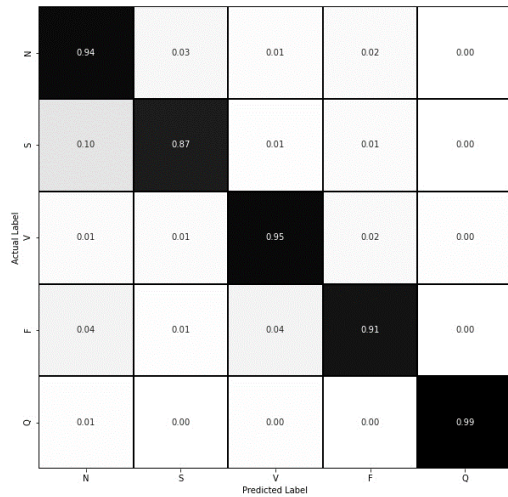 N 0.94 0.03 0.01 0.02 0.00
S 0.10 0.87 0.01 0.01 0.00
Actual Label
V 0.01 0.01 0.95 0.02 0.00
F 0.04 0.01 0.04 0.91 0.00
Q 0.01 0.00 0.00 0.00 0.99
N S V F Q
Predicted Label